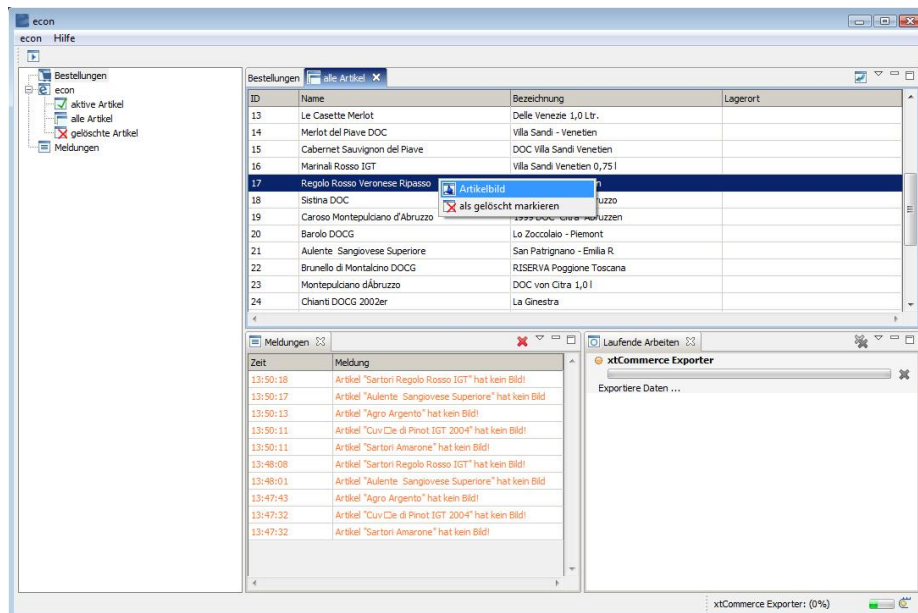 econ
econ Hilfe
Bestellungen
econ
aktive Artikel
alle Artikel
gelöschte Artikel
Meldungen
Bestellungen alle Artikel
ID Name Bezeichnung Lagerort
13 Le Casette Merlot Delle Venezie 1,0 Ltr.
14 Merlot del Piave DOC Villa Sandi - Venetien
15 Cabernet Sauvignon del Piave DOC Villa Sandi Venetien
16 Marinali Rosso IGT Villa Sandi Venetien 0,75 l
17 Regolo Rosso Veronese Ripasso
Artikelbild
als gelöscht markieren
18 Sistina DOC
19 Caroso Montepulciano d'Abruzzo 1999 DOC Citra Abruzzen
20 Barolo DOCG Lo Zoccolaio - Piemont
21 Aulente Sangiovese Superiore San Patrignano - Emilia R
22 Brunello di Montalcino DOCG RISERVA Poggione Toscana
23 Montepulciano dÁbruzzo DOC von Citra 1,0 l
24 Chianti DOCG 2002er La Ginestra
Meldungen
Zeit Meldung
13:50:18 Artikel "Sartori Regolo Rosso IGT" hat kein Bild!
13:50:17 Artikel "Aulente Sangiovese Superiore" hat kein Bild
13:50:13 Artikel "Agro Argento" hat kein Bild!
13:50:11 Artikel "Cuv□e di Pinot IGT 2004" hat kein Bild!
13:50:11 Artikel "Sartori Amarone" hat kein Bild!
13:48:08 Artikel "Sartori Regolo Rosso IGT" hat kein Bild!
13:48:01 Artikel "Aulente Sangiovese Superiore" hat kein Bild
13:47:43 Artikel "Agro Argento" hat kein Bild!
13:47:32 Artikel "Cuv□e di Pinot IGT 2004" hat kein Bild!
13:47:32 Artikel "Sartori Amarone" hat kein Bild!
Laufende Arbeiten
xtCommerce Exporter
Exportiere Daten ...
xtCommerce Exporter: (0%)